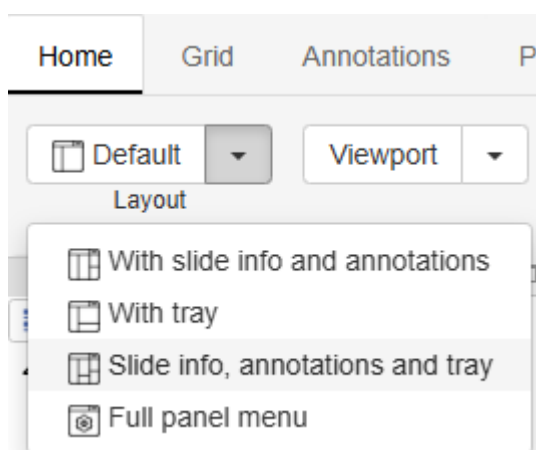 Home Grid Annotations P
Default Viewport
Layout
With slide info and annotations
With tray
Slide info, annotations and tray
Full panel menu